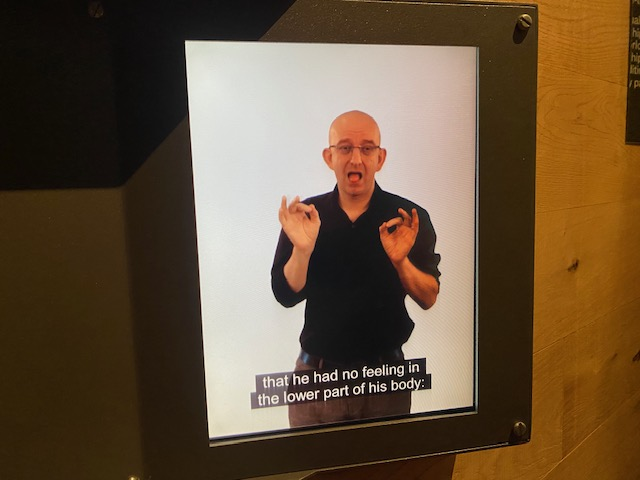 that he had no feeling in
the lower part of his body: